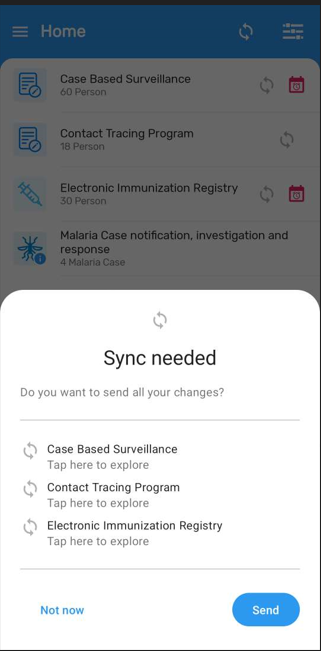 Home
Case Based Surveillance
60 Person
Contact Tracing Program
18 Person
Electronic Immunization Registry
30 Person
Malaria Case notification, investigation and
response
4 Malaria Case
Sync needed
Do you want to send all your changes?
Case Based Surveillance
Tap here to explore
Contact Tracing Program
Tap here to explore
Electronic Immunization Registry
Tap here to explore
Not now
Send